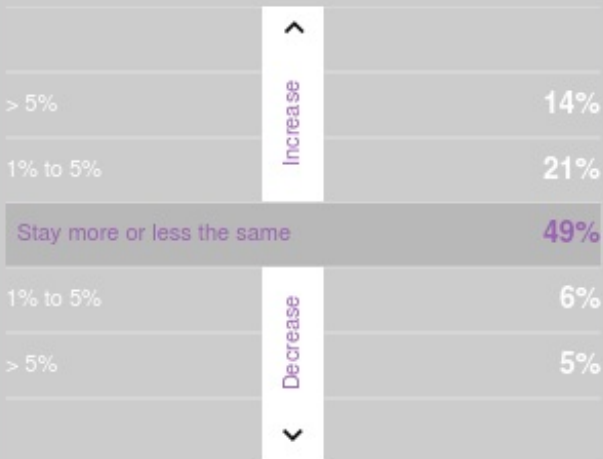 > 5%
14%
Increase
1% to 5%
21%
Stay more or less the same
49%
1% to 5%
6%
Decrease
> 5%
5%